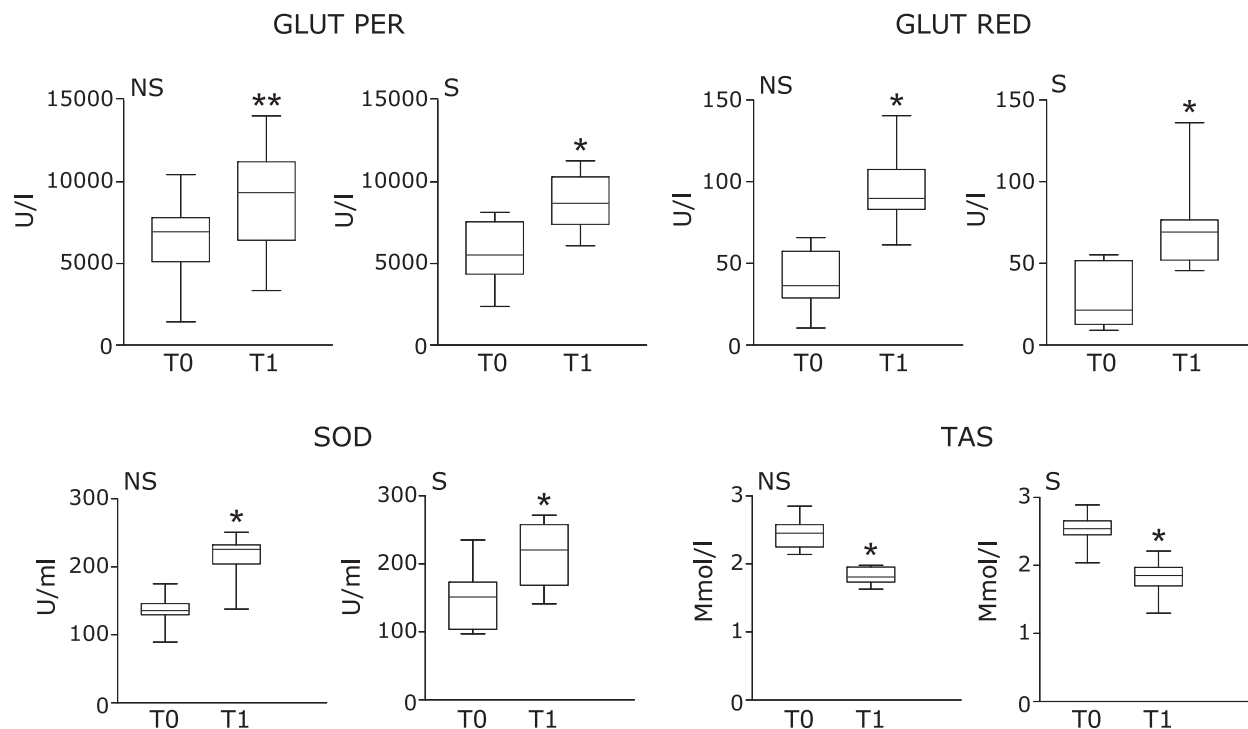 GLUT PER
GLUT RED
NS
S
NS
S
15000
10000
5000
0
U/l
**
T0
T1
15000
10000
5000
0
U/l
*
T0
T1
150
100
50
0
U/l
*
T0
T1
150
100
50
0
U/l
*
T0
T1
SOD
TAS
NS
S
NS
S
300
200
100
0
U/ml
*
T0
T1
300
200
100
0
U/ml
*
T0
T1
3
2
1
0
Mmol/l
*
T0
T1
3
2
1
0
Mmol/l
*
T0
T1